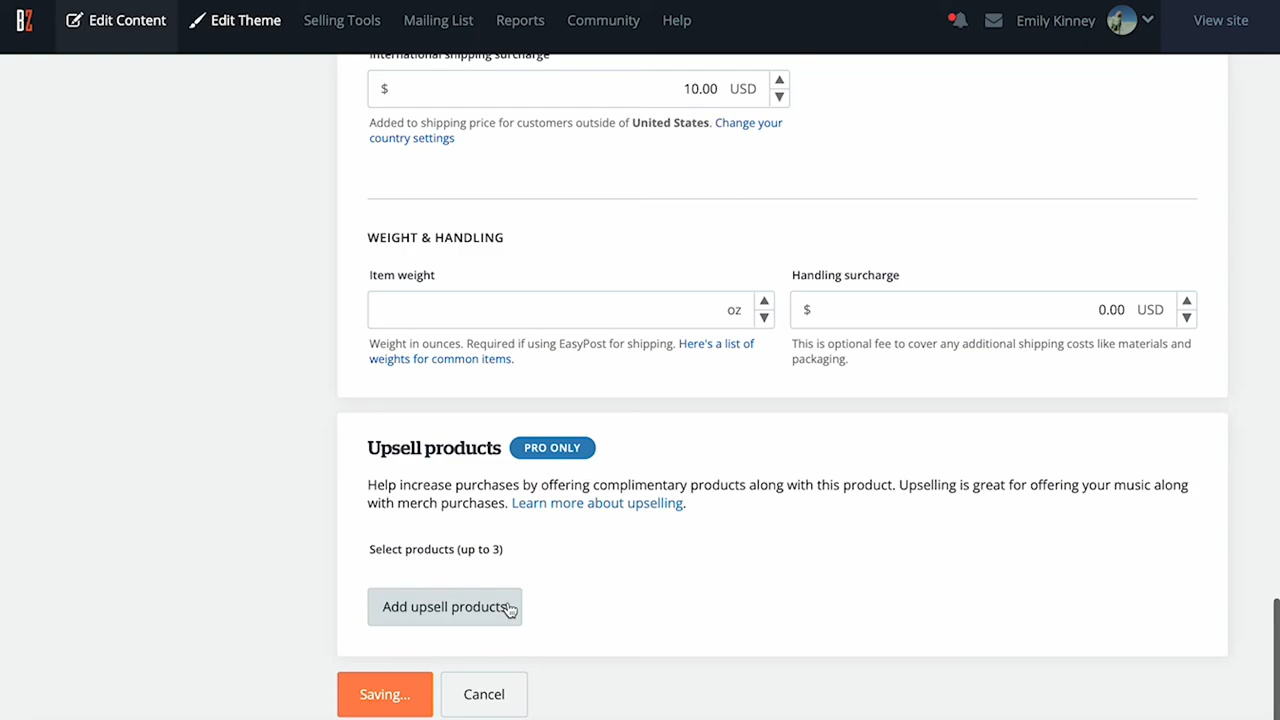 BZ Edit Content Edit Theme Selling Tools Mailing List Reports Community Help Emily Kinney View site
International shipping surcharge
$ 10.00 USD
Added to shipping price for customers outside of United States. Change your
country settings
WEIGHT & HANDLING
Item weight
oz
Weight in ounces. Required if using EasyPost for shipping. Here's a list of
weights for common items.
Handling surcharge
$ 0.00 USD
This is optional fee to cover any additional shipping costs like materials and
packaging.
Upsell products PRO ONLY
Help increase purchases by offering complimentary products along with this product. Upselling is great for offering your music along
with merch purchases. Learn more about upselling.
Select products (up to 3)
Add upsell products
Saving... Cancel